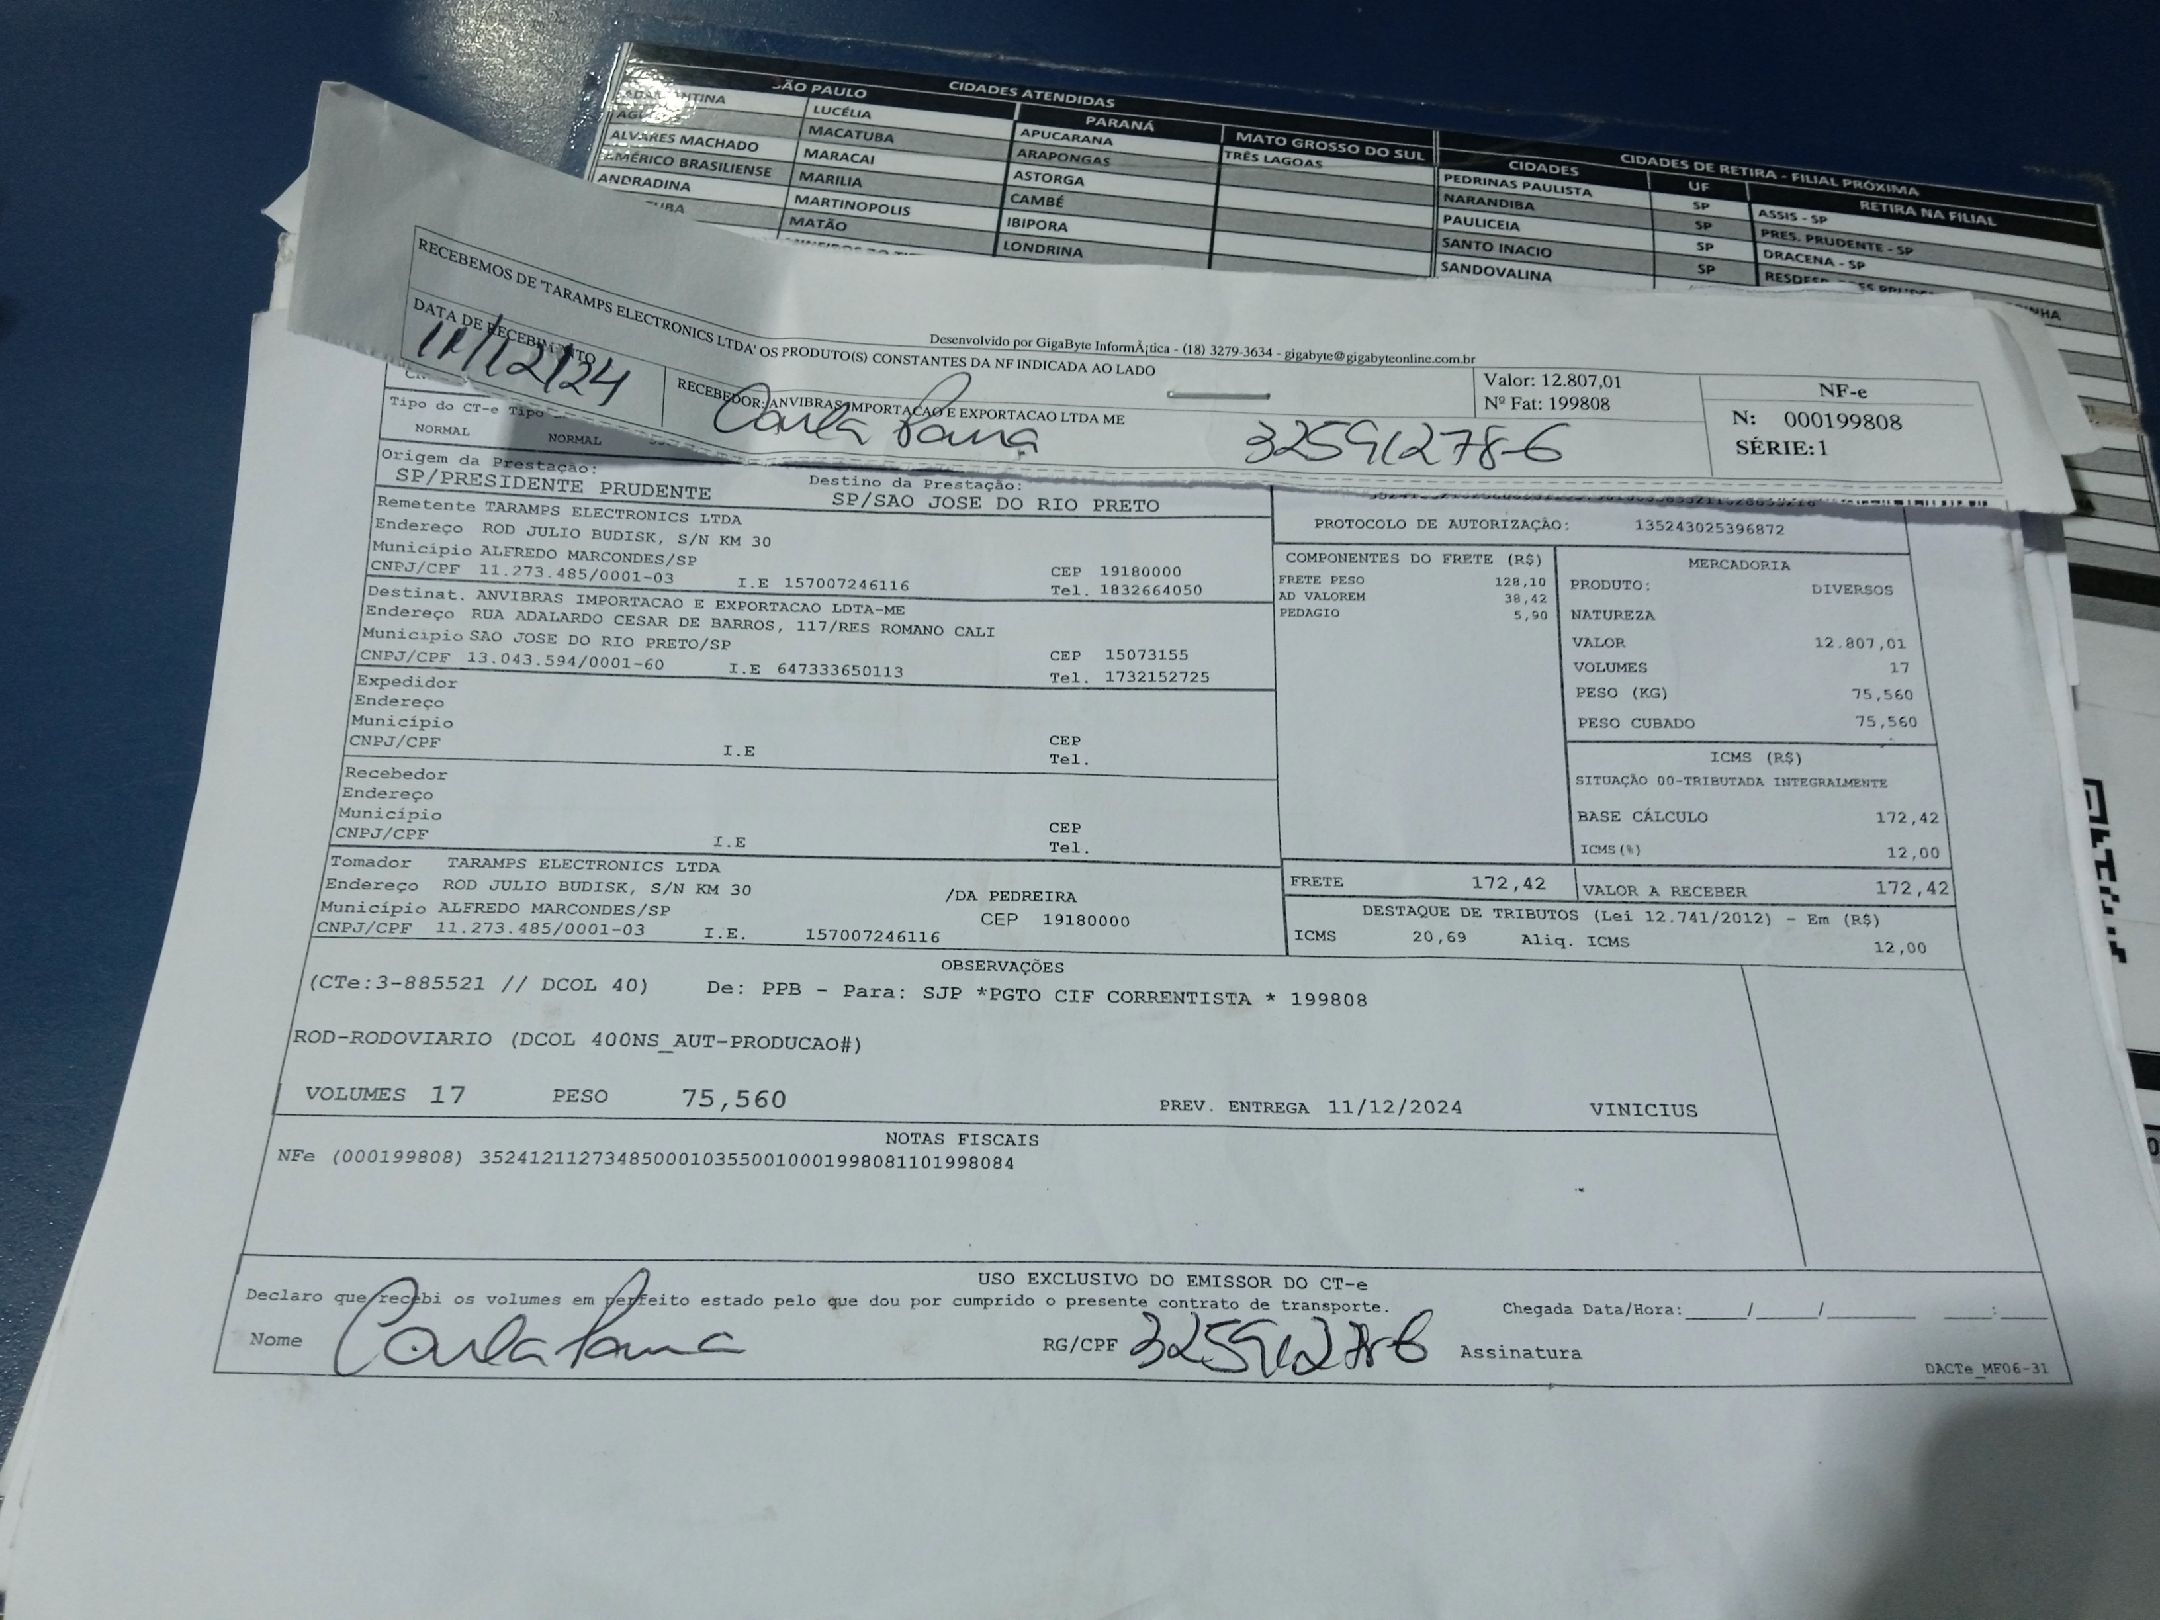 CIDADES ATENDIDAS
SÃO PAULO
PARANÁ
MATO GROSSO DO SUL
LUCÉLIA
APUCARANA
TRÊS LAGOAS
MACATUBA
ARAPONGAS
ALVARES MACHADO
MARACAI
ASTORGA
AMÉRICO BRASILIENSE
MARILIA
CAMBÉ
ANDRADINA
MARTINOPOLIS
IBIPORA
MATÃO
LONDRINA
CIDADES DE RETIRA - FILIAL PRÓXIMA
CIDADES UF RETIRA NA FILIAL
PEDRINAS PAULISTA SP ASSIS - SP
NARANDIBA SP PRES. PRUDENTE - SP
PAULICEIA SP DRACENA - SP
SANTO INACIO SP
SANDOVALINA
Desenvolvido por GigaByte InformÃ¡tica - (18) 3279-3634 - gigabyte@gigabyteonline.com.br
RECEBEMOS DE 'TARAMPS ELECTRONICS LTDA' OS PRODUTO(S) CONSTANTES DA NF INDICADA AO LADO
Valor: 12.807,01
Nº Fat: 199808
NF-e
N: 000199808
SÉRIE: 1
DATA DE RECEBIMENTO
RECEBEDOR: ANVIBRAS IMPORTACAO E EXPORTACAO LTDA ME
Carla 32591278-6
Tipo do CT-e
NORMAL NORMAL
Origem da Prestação:
SP/PRESIDENTE PRUDENTE
Destino da Prestação:
SP/SAO JOSE DO RIO PRETO
PROTOCOLO DE AUTORIZAÇÃO: 135243025396872
Remetente TARAMPS ELECTRONICS LTDA
Endereço ROD JULIO BUDISK, S/N KM 30
Município ALFREDO MARCONDES/SP CEP 19180000
CNPJ/CPF 11.273.485/0001-03 I.E 157007246116 Tel. 1832664050
Destinat. ANVIBRAS IMPORTACAO E EXPORTACAO LDTA-ME
Endereço RUA ADALARDO CESAR DE BARROS, 117/RES ROMANO CALI
Município SAO JOSE DO RIO PRETO/SP CEP 15073155
CNPJ/CPF 13.043.594/0001-60 I.E 647333650113 Tel. 1732152725
Expedidor
Endereço
Município CEP
CNPJ/CPF I.E Tel.
Recebedor
Endereço
Município CEP
CNPJ/CPF I.E Tel.
Tomador TARAMPS ELECTRONICS LTDA
Endereço ROD JULIO BUDISK, S/N KM 30 /DA PEDREIRA
Município ALFREDO MARCONDES/SP CEP 19180000
CNPJ/CPF 11.273.485/0001-03 I.E. 157007246116
COMPONENTES DO FRETE (R$)
FRETE PESO 128,10
AD VALOREM 38,42
PEDAGIO 5,90
MERCADORIA
PRODUTO: DIVERSOS
NATUREZA
VALOR 12.807,01
VOLUMES 17
PESO (KG) 75,560
PESO CUBADO 75,560
ICMS (R$)
SITUAÇÃO 00-TRIBUTADA INTEGRALMENTE
BASE CÁLCULO 172,42
ICMS(%) 12,00
FRETE 172,42 VALOR A RECEBER 172,42
DESTAQUE DE TRIBUTOS (Lei 12.741/2012) - Em (R$)
ICMS 20,69 Aliq. ICMS 12,00
OBSERVAÇÕES
(CTe:3-885521 // DCOL 40) De: PPB - Para: SJP *PGTO CIF CORRENTISTA * 199808
ROD-RODOVIARIO (DCOL 400NS_AUT-PRODUCAO#)
VOLUMES 17 PESO 75,560 PREV. ENTREGA 11/12/2024 VINICIUS
NOTAS FISCAIS
NFe (000199808) 35241211273485000103550010001998081101998084
USO EXCLUSIVO DO EMISSOR DO CT-e
Declaro que recebi os volumes em perfeito estado pelo que dou por cumprido o presente contrato de transporte. Chegada Data/Hora:____/____/______ ___:___
Nome Carla RG/CPF 32591278-6 Assinatura
DACTe_MF06-31